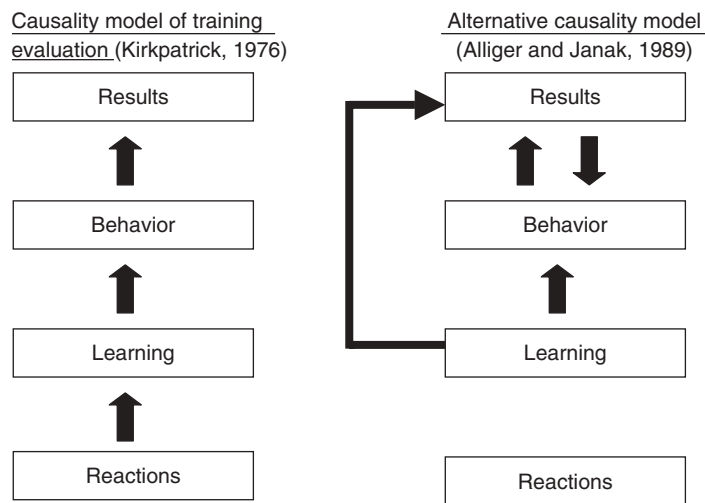 Causality model of training
evaluation (Kirkpatrick, 1976)
Results
Behavior
Learning
Reactions
Alternative causality model
(Alliger and Janak, 1989)
Results
Behavior
Learning
Reactions